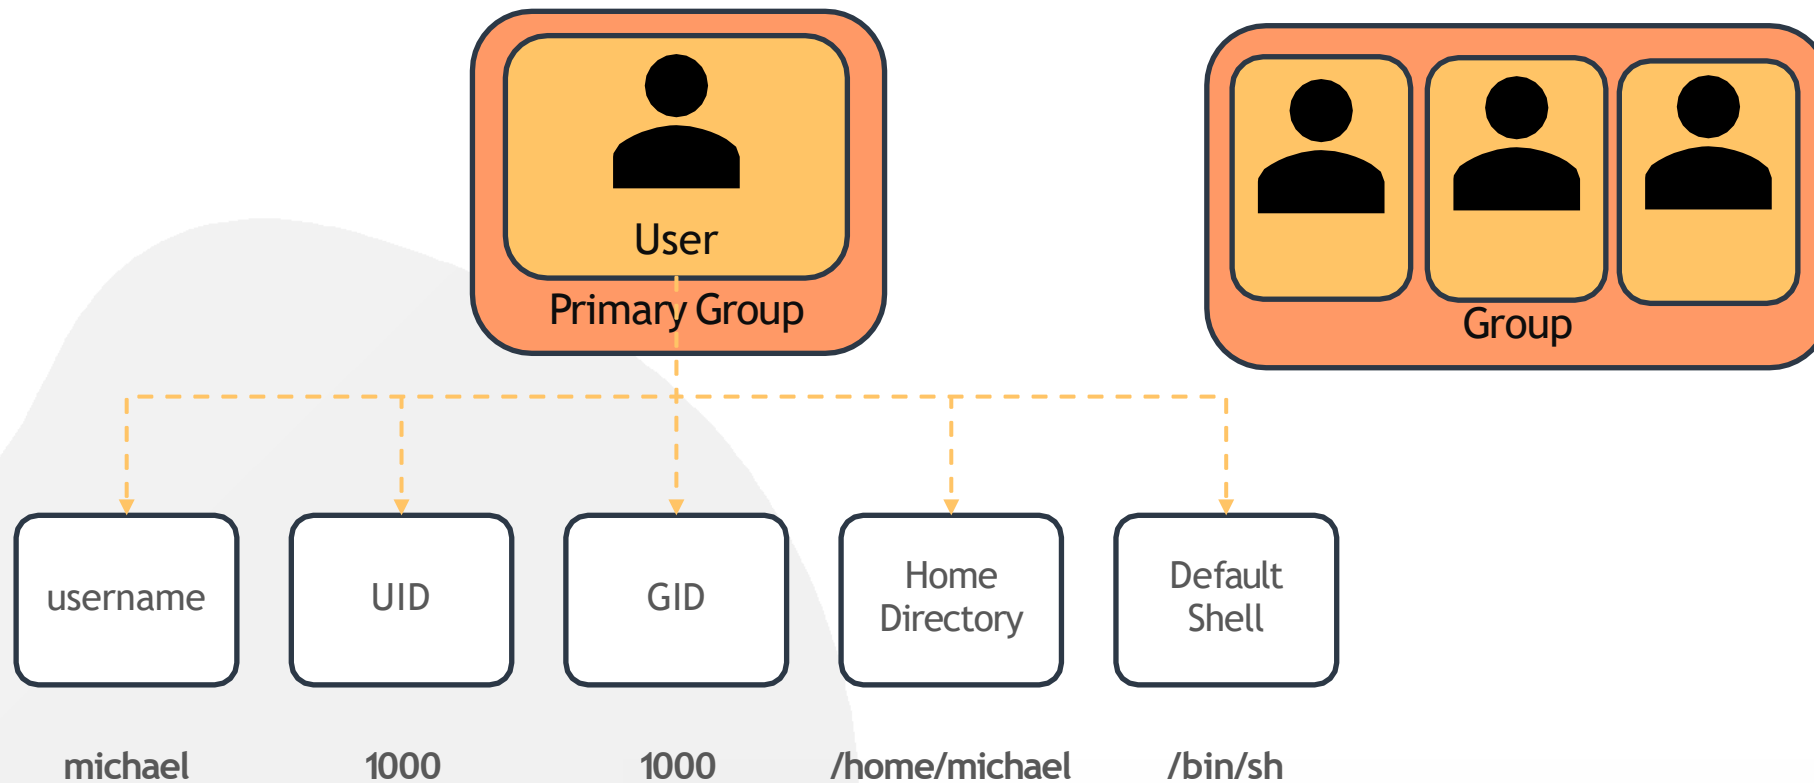 User
Primary Group
Group
username
UID
GID
Home
Directory
Default
Shell
michael
1000
1000
/home/michael
/bin/sh